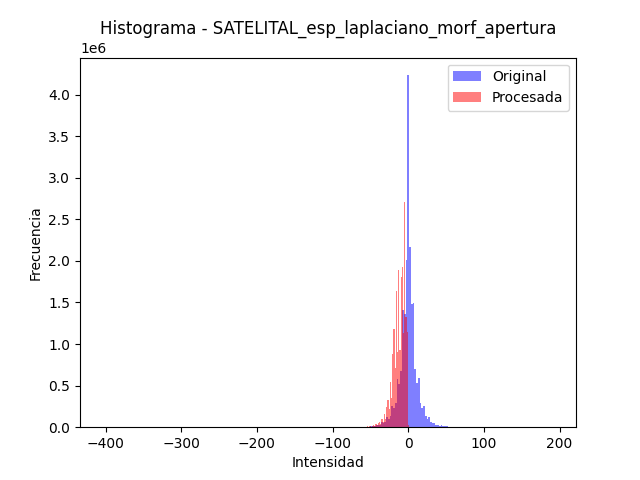 Histograma - SATELITAL_esp_laplaciano_morf_apertura
1e6
Original
Procesada
4.0
3.5
3.0
2.5
2.0
1.5
1.0
0.5
0.0
Frecuencia
−400 −300 −200 −100 0 100 200
Intensidad